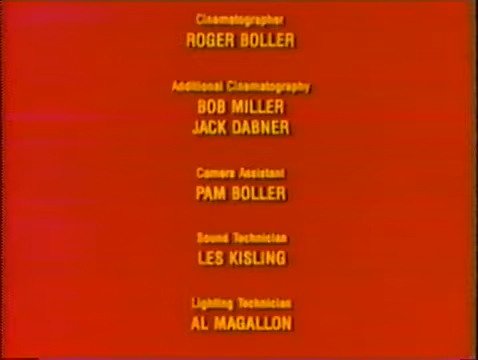 Cinematographer
ROGER BOLLER
Additional Cinematography
BOB MILLER
JACK DABNER
Camera Assistant
PAM BOLLER
Sound Technician
LES KISLING
Lighting Technician
AL MAGALLON